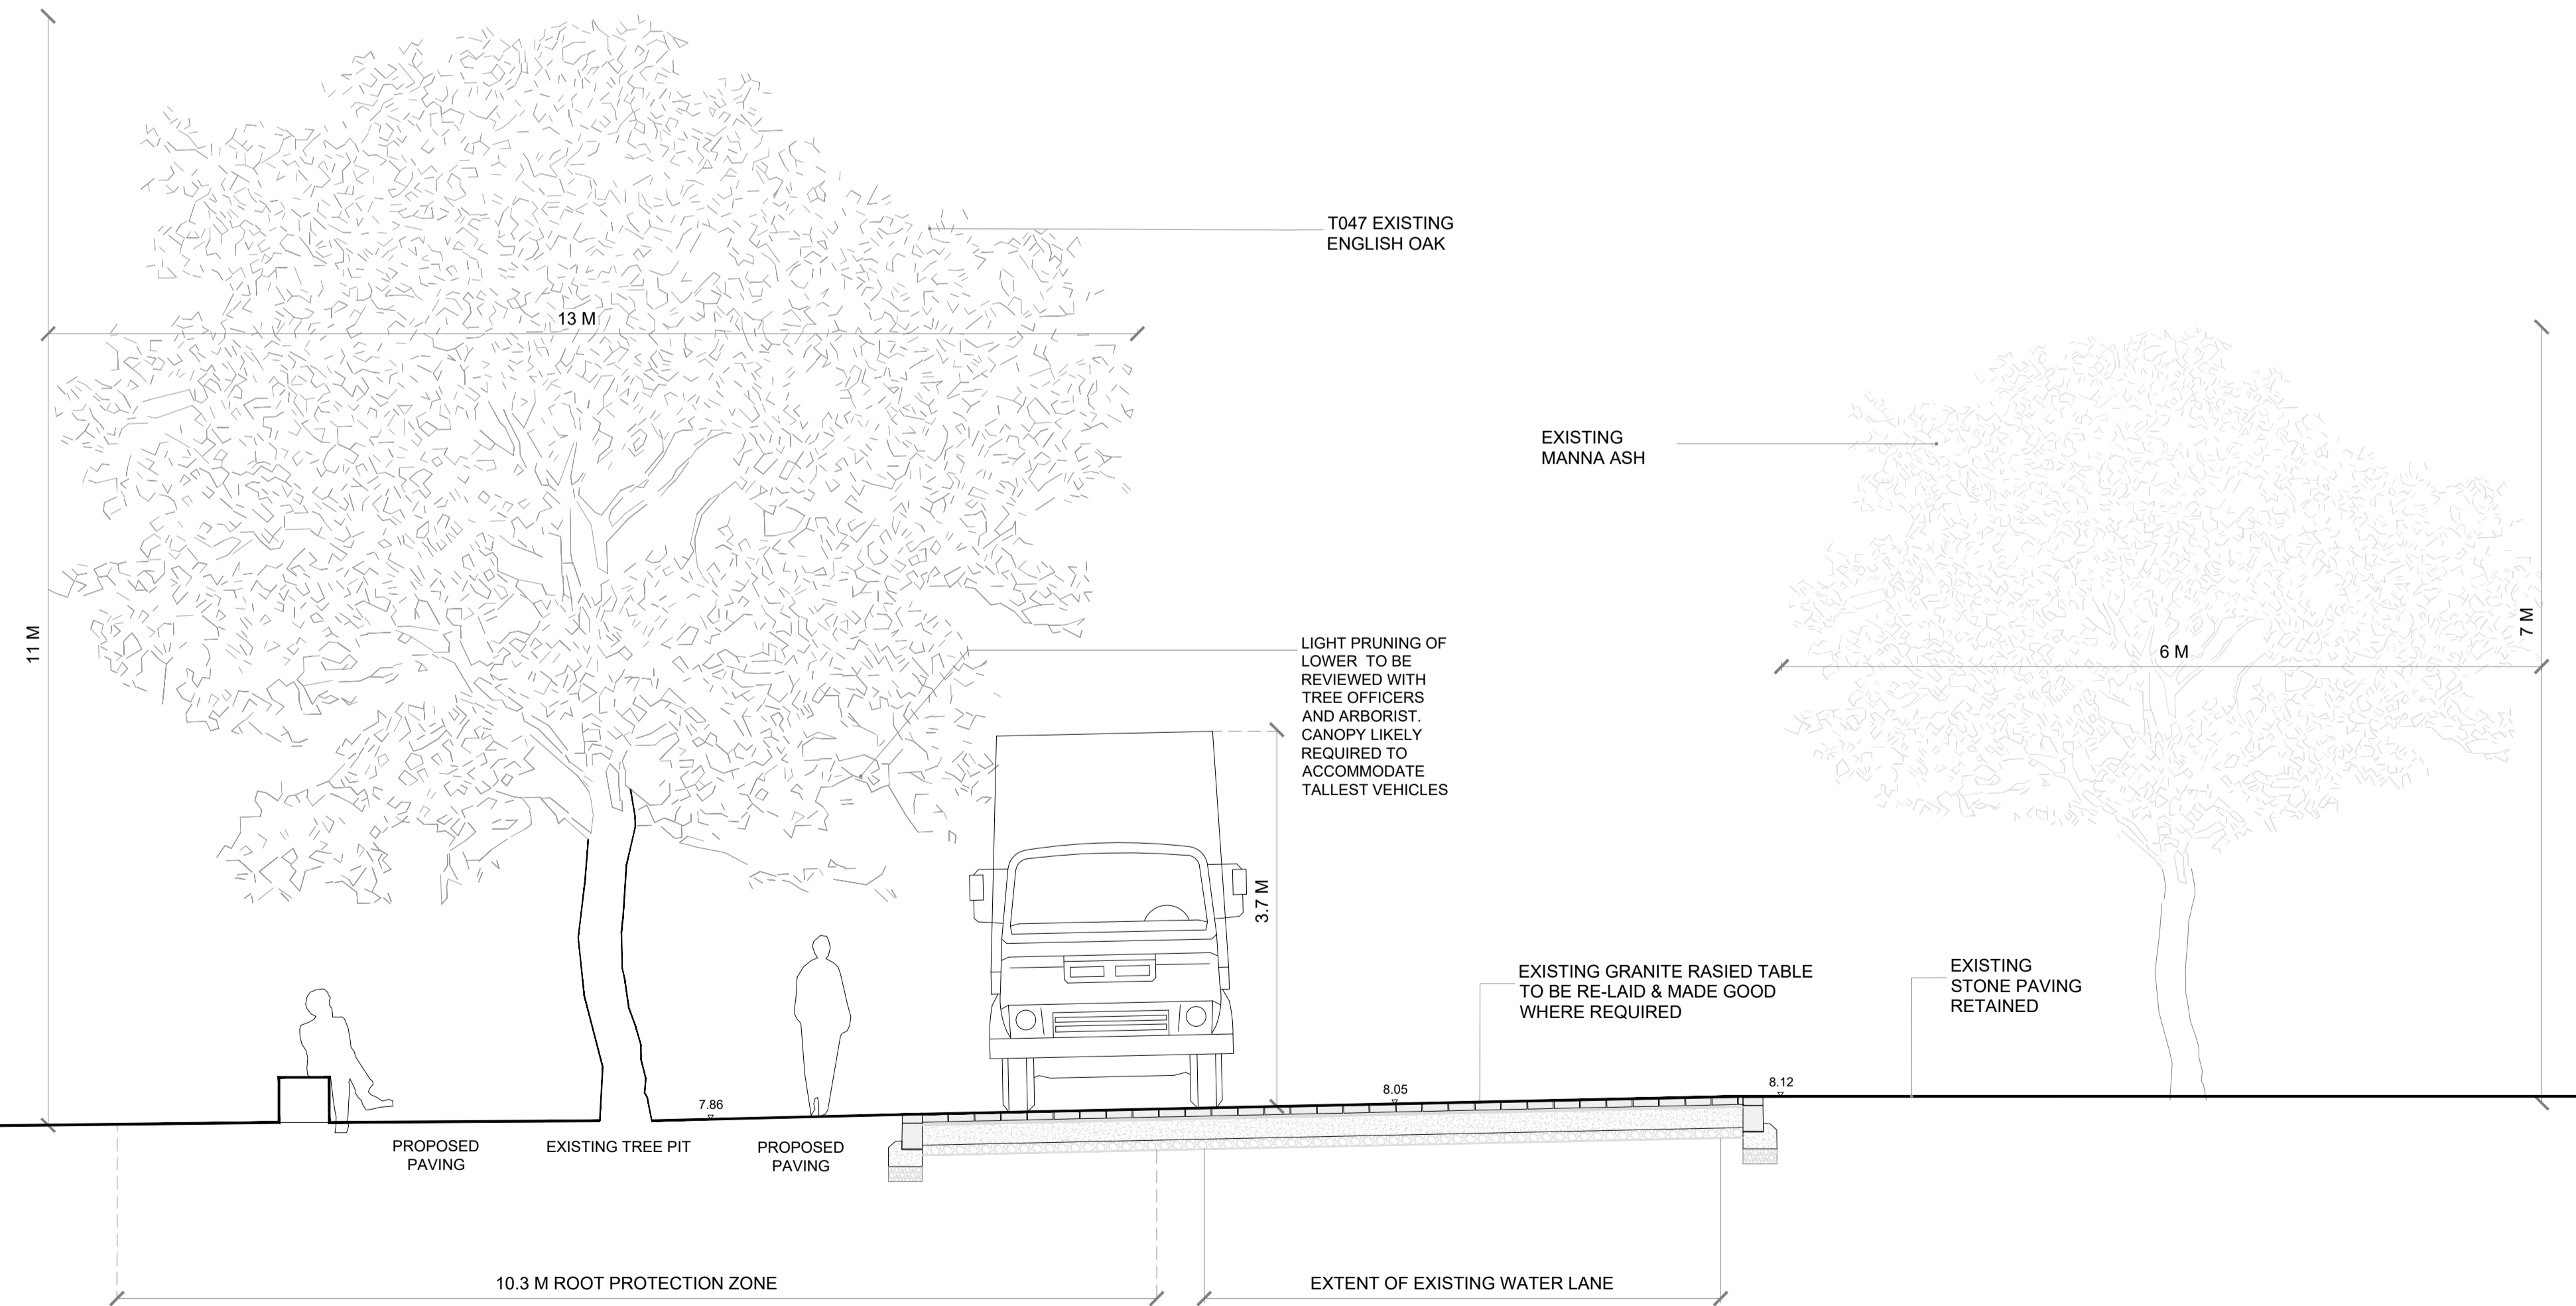 T047 EXISTING
ENGLISH OAK
13 M
EXISTING
MANNA ASH
11 M
LIGHT PRUNING OF
LOWER TO BE
REVIEWED WITH
TREE OFFICERS
AND ARBORIST.
CANOPY LIKELY
REQUIRED TO
ACCOMMODATE
TALLEST VEHICLES
7 M
6 M
3.7 M
EXISTING GRANITE RASIED TABLE
TO BE RE-LAID & MADE GOOD
WHERE REQUIRED
EXISTING
STONE PAVING
RETAINED
7.86
8.05
8.12
PROPOSED
PAVING
EXISTING TREE PIT
PROPOSED
PAVING
10.3 M ROOT PROTECTION ZONE
EXTENT OF EXISTING WATER LANE